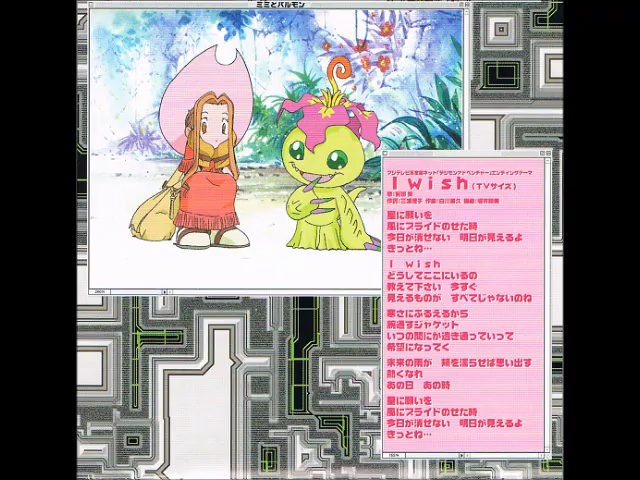 ミミとパルモン
フジテレビ系全国ネット「デジモンアドベンチャー」エンディングテーマ
I wish (TVサイズ)
星に願いを
風にプライドのせた時
今日が消せない 明日が見えるよ
きっとね…
I wish
どうしてここにいるの
教えて下さい 今すぐ
見えるものが すべてじゃないのね
寒さにふるえるから
腕通すジャケット
いつの間にか透き通っていって
希望になってく
未来の雨が 頬を濡らせば思い出す
熱くなれ
あの日 あの時
星に願いを
風にプライドのせた時
今日が消せない 明日が見えるよ
きっとね…